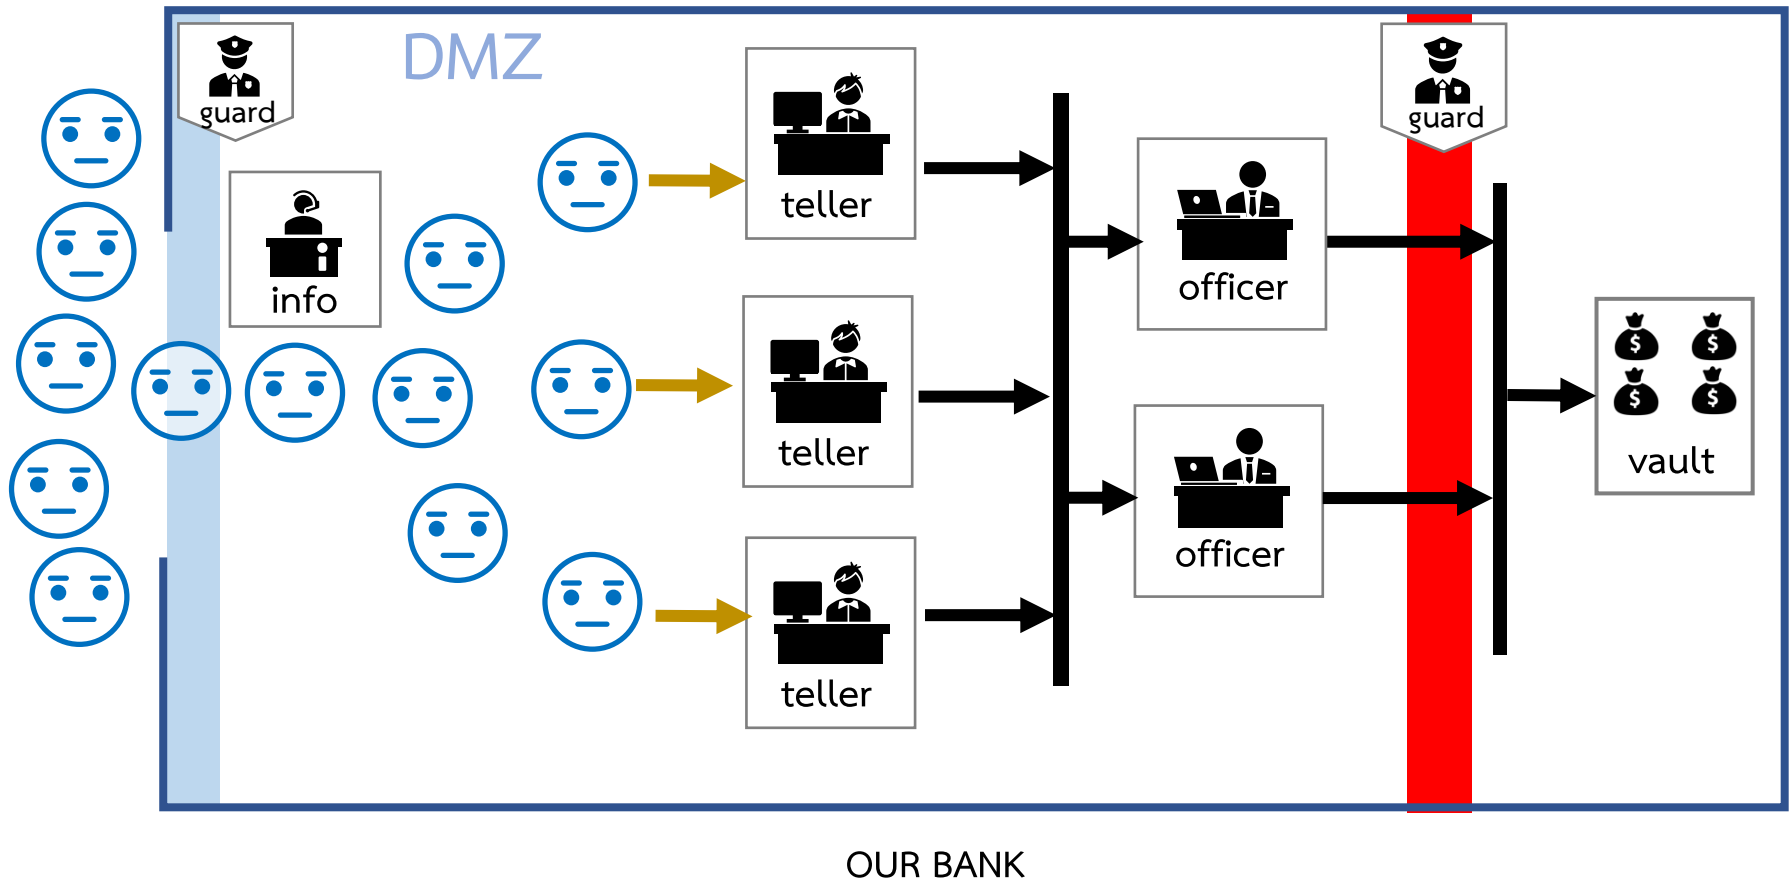 DMZ
guard
guard
info
teller
teller
teller
officer
officer
$ $
$ $
vault
OUR BANK